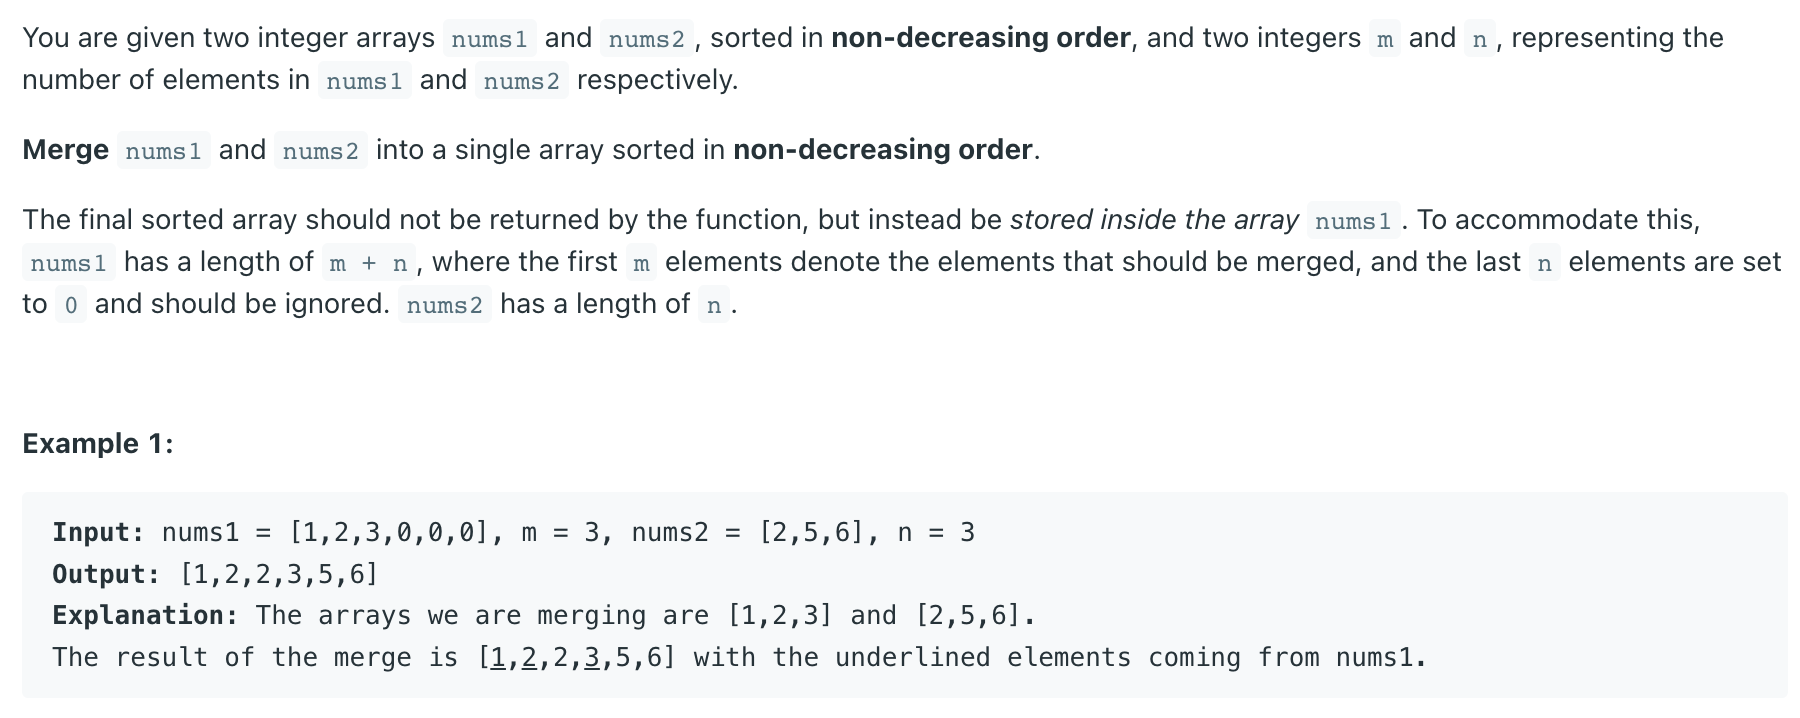 You are given two integer arrays nums1 and nums2, sorted in non-decreasing order, and two integers m and n, representing the
number of elements in nums1 and nums2 respectively.
Merge nums1 and nums2 into a single array sorted in non-decreasing order.
The final sorted array should not be returned by the function, but instead be stored inside the array nums1. To accommodate this,
nums1 has a length of m + n, where the first m elements denote the elements that should be merged, and the last n elements are set
to 0 and should be ignored. nums2 has a length of n.
Example 1:
Input: nums1 = [1,2,3,0,0,0], m = 3, nums2 = [2,5,6], n = 3
Output: [1,2,2,3,5,6]
Explanation: The arrays we are merging are [1,2,3] and [2,5,6].
The result of the merge is [1,2,2,3,5,6] with the underlined elements coming from nums1.